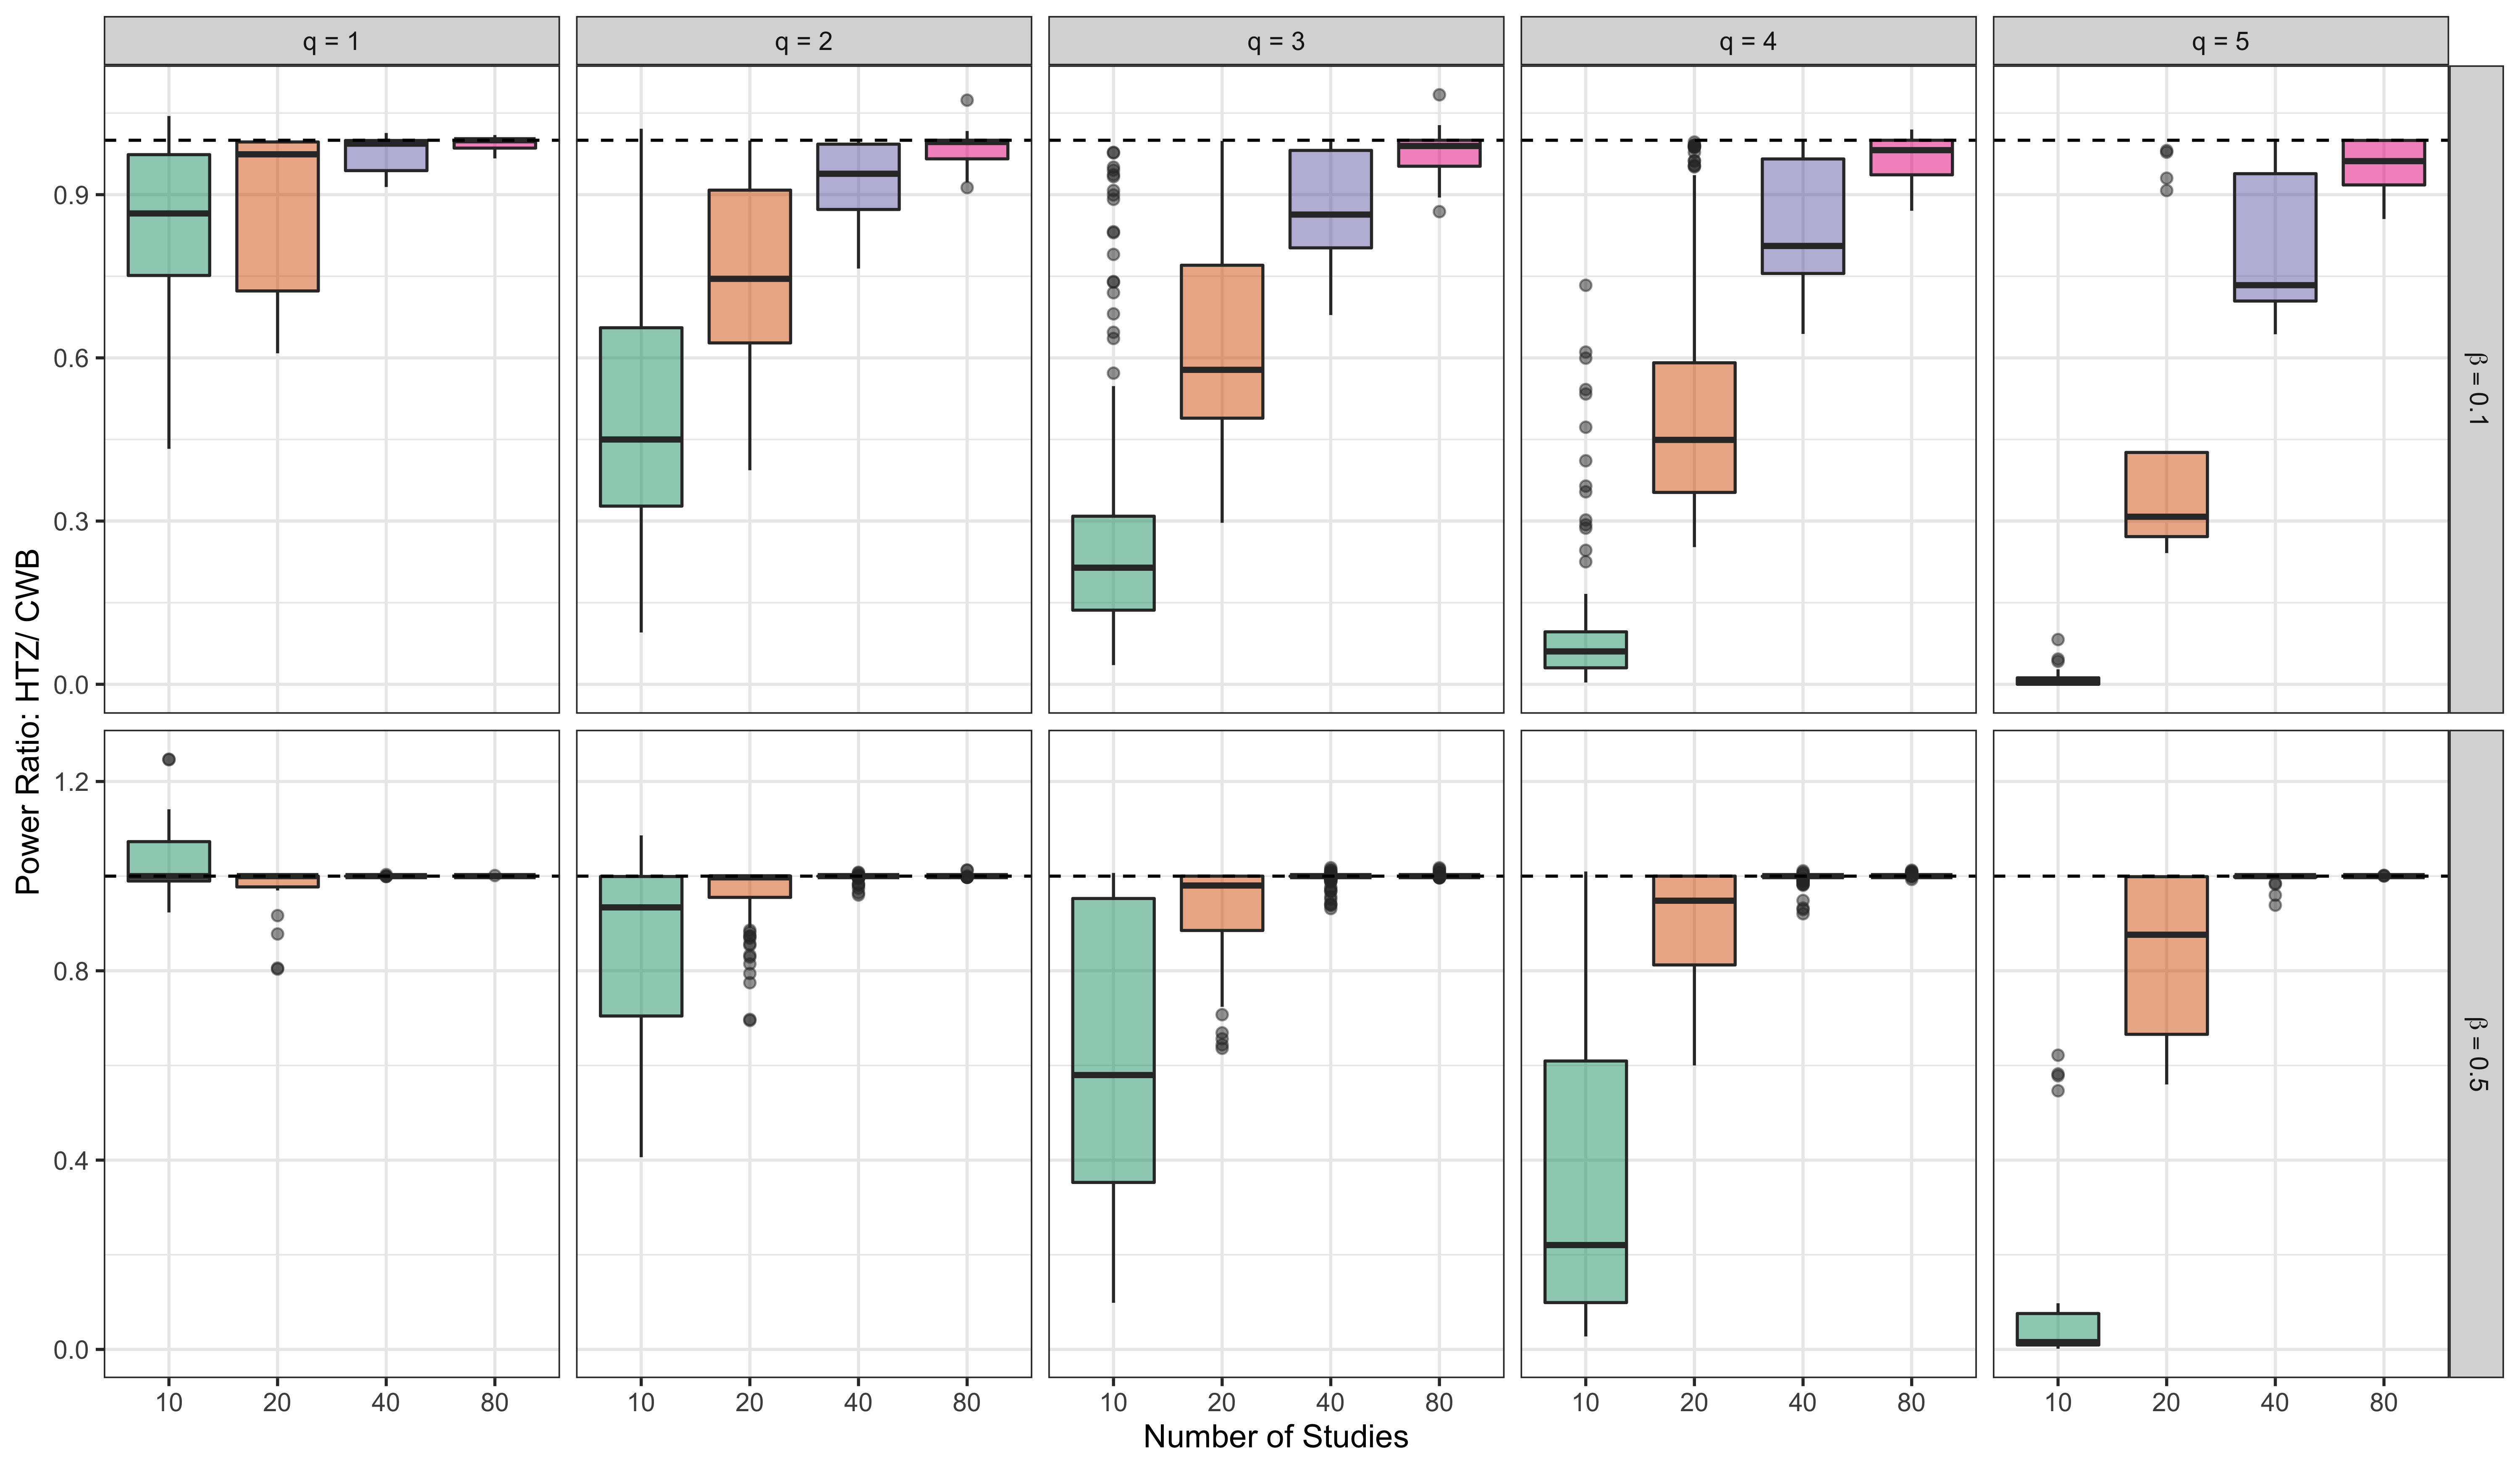 q = 1
q = 2
q = 3
q = 4
q = 5
Power Ratio: HTZ/ CWB
0.9
0.6
0.3
0.0
β = 0.1
1.2
0.8
0.4
0.0
β = 0.5
10 20 40 80
10 20 40 80
10 20 40 80
10 20 40 80
10 20 40 80
Number of Studies